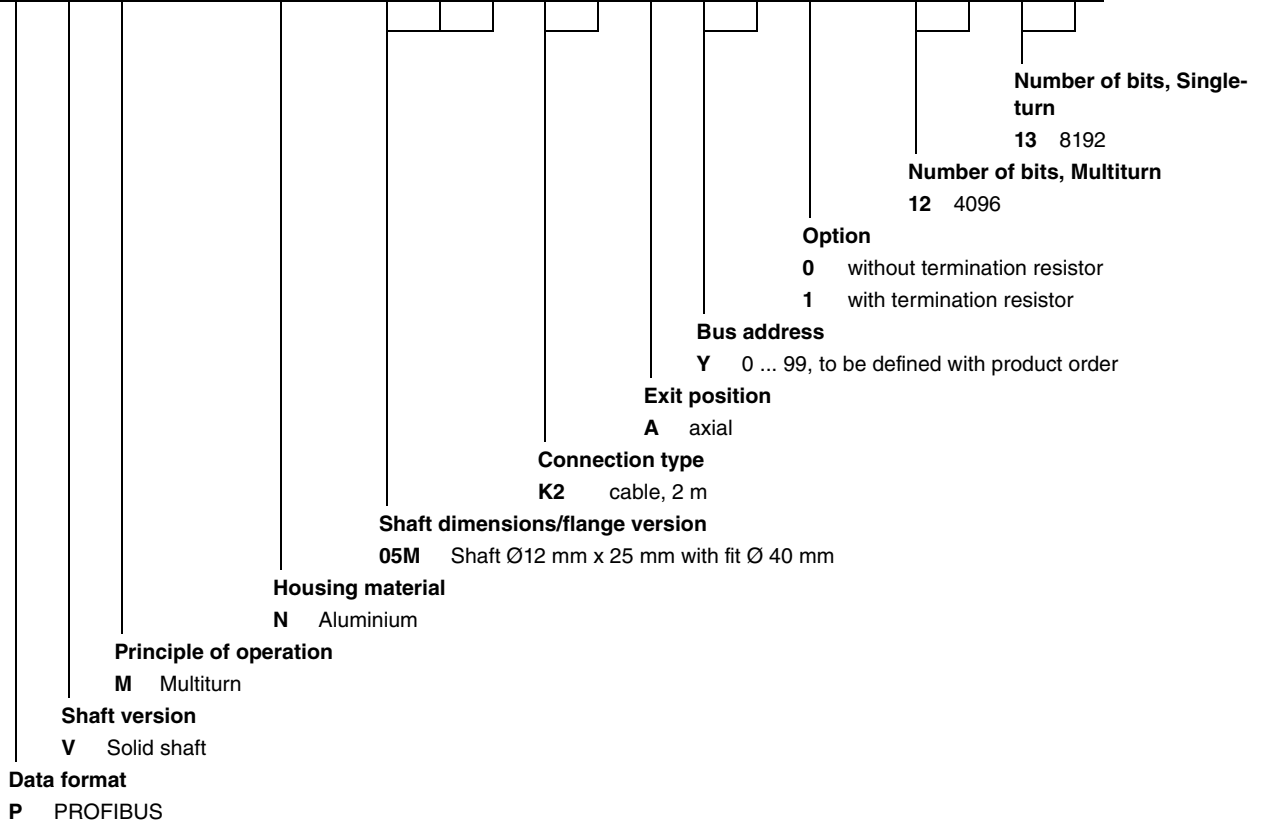 Number of bits, Single-
turn
13 8192
Number of bits, Multiturn
12 4096
Option
0 without termination resistor
1 with termination resistor
Bus address
Y 0 ... 99, to be defined with product order
Exit position
A axial
Connection type
K2 cable, 2 m
Shaft dimensions/flange version
05M Shaft Ø12 mm x 25 mm with fit Ø 40 mm
Housing material
N Aluminium
Principle of operation
M Multiturn
Shaft version
V Solid shaft
Data format
P PROFIBUS